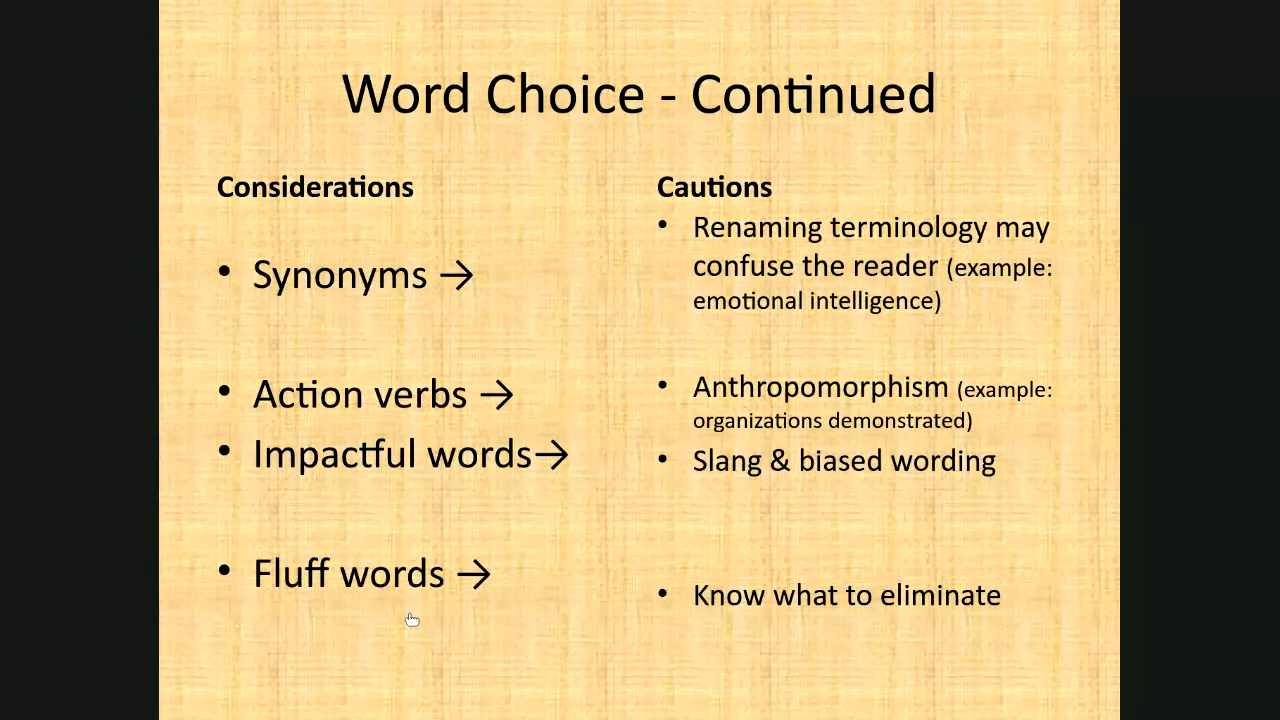 Word Choice - Continued
Considerations
• Synonyms →
• Action verbs →
• Impactful words→
• Fluff words →
Cautions
• Renaming terminology may
confuse the reader (example:
emotional intelligence)
• Anthropomorphism (example:
organizations demonstrated)
• Slang & biased wording
• Know what to eliminate